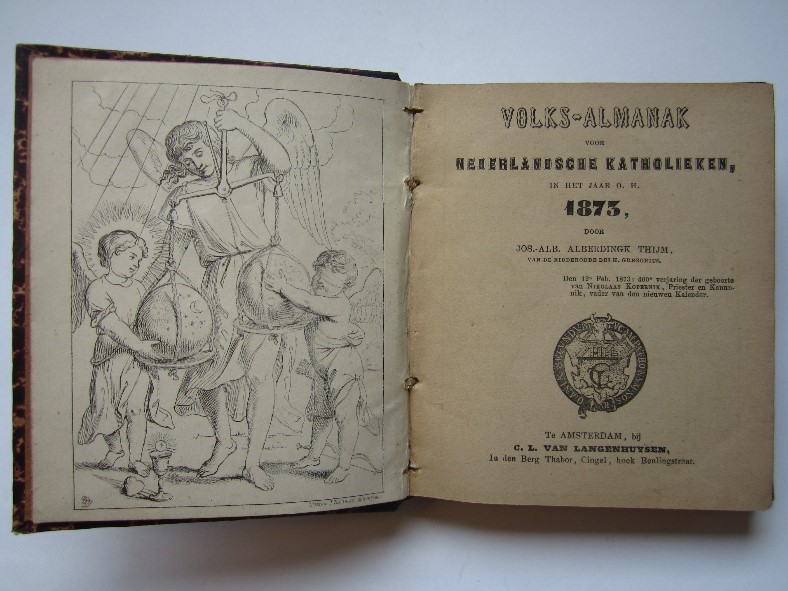 VOLKS-ALMANAK
VOOR
NEDERLANDSCHE KATHOLIEKEN,
IN HET JAAR O. H.
1873,
DOOR
JOS.-ALB. ALBERDINGK THIJM,
VAN DE RIDDERORDE DES H. GREGORIUS.
Den 12n Feb. 1873: 400e verjaring der geboorte
van NIKOLAAS KOPERNIK, Priester en Kanun-
nik, vader van den nieuwen Kalender.
Te AMSTERDAM, bij
C. L. VAN LANGENHUYSEN,
In den Berg Thabor, Cingel, hoek Beulingstraat.